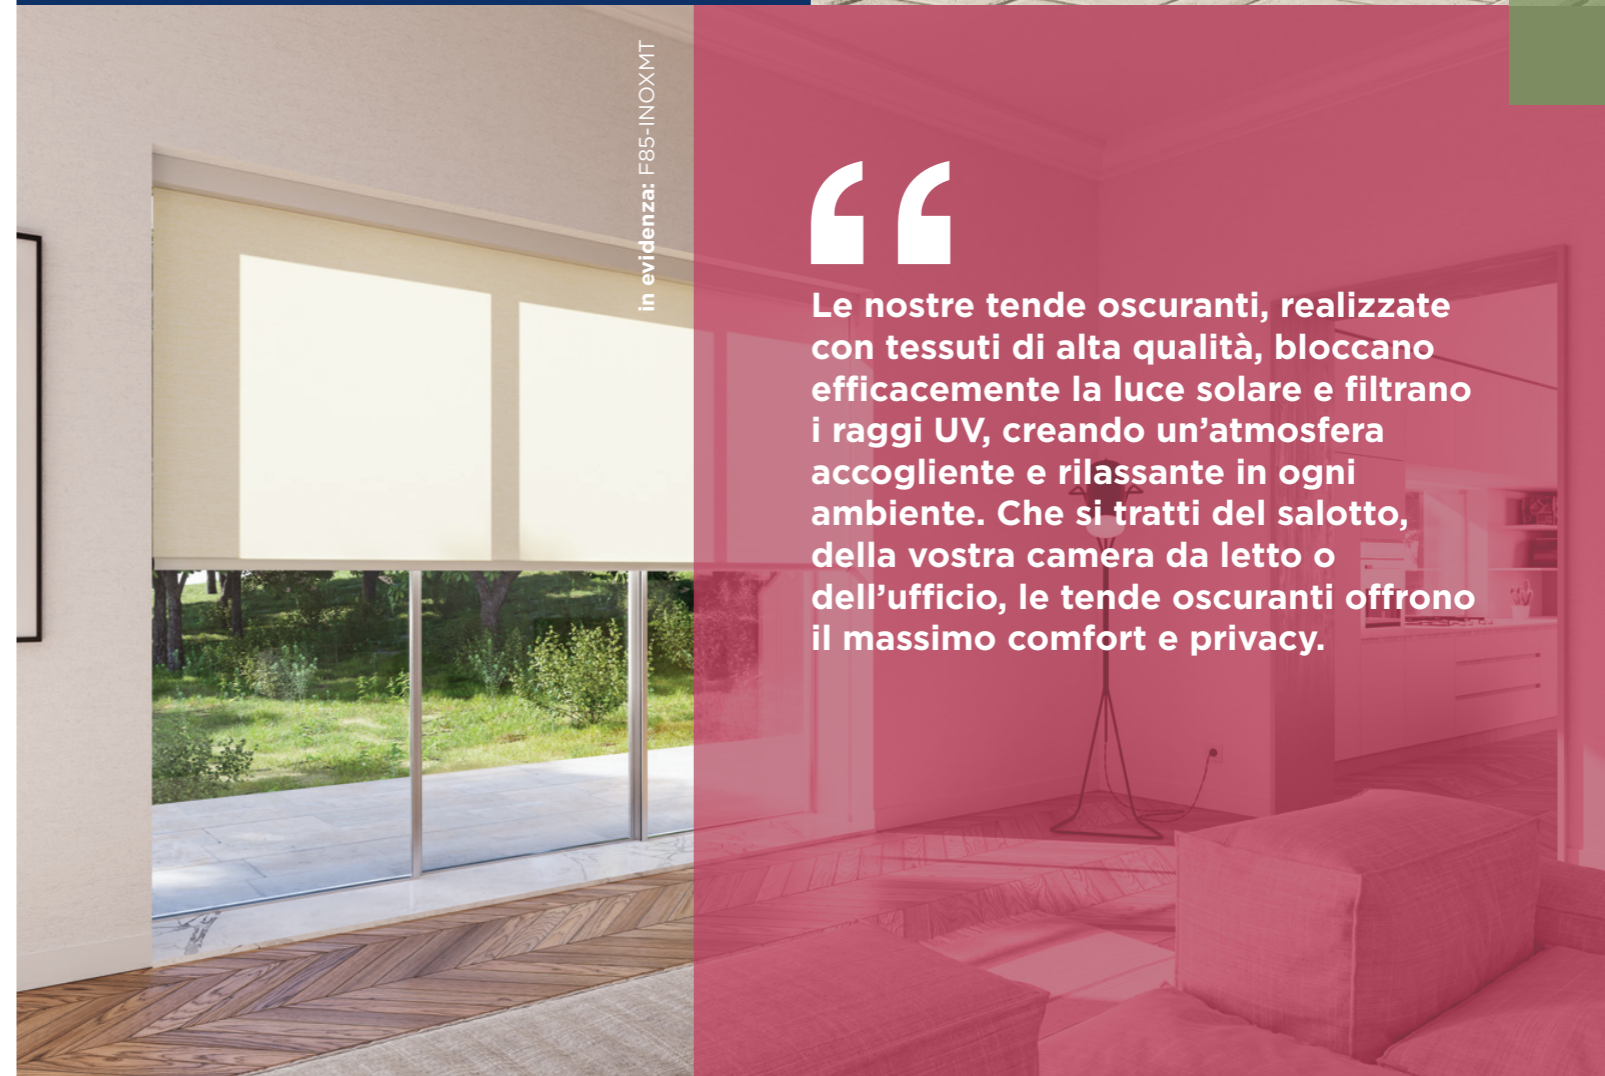 in evidenza: F85-INOXMT
Le nostre tende oscuranti, realizzate
con tessuti di alta qualità, bloccano
efficacemente la luce solare e filtrano
i raggi UV, creando un’atmosfera
accogliente e rilassante in ogni
ambiente. Che si tratti del salotto,
della vostra camera da letto o
dell’ufficio, le tende oscuranti offrono
il massimo comfort e privacy.